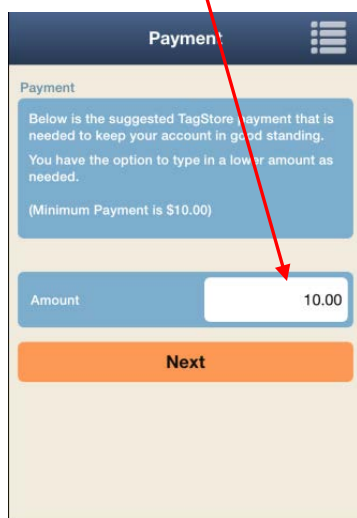 Payment
Payment
Below is the suggested TagStore payment that is
needed to keep your account in good standing.
You have the option to type in a lower amount as
needed.
(Minimum Payment is $10.00)
Amount
10.00
Next